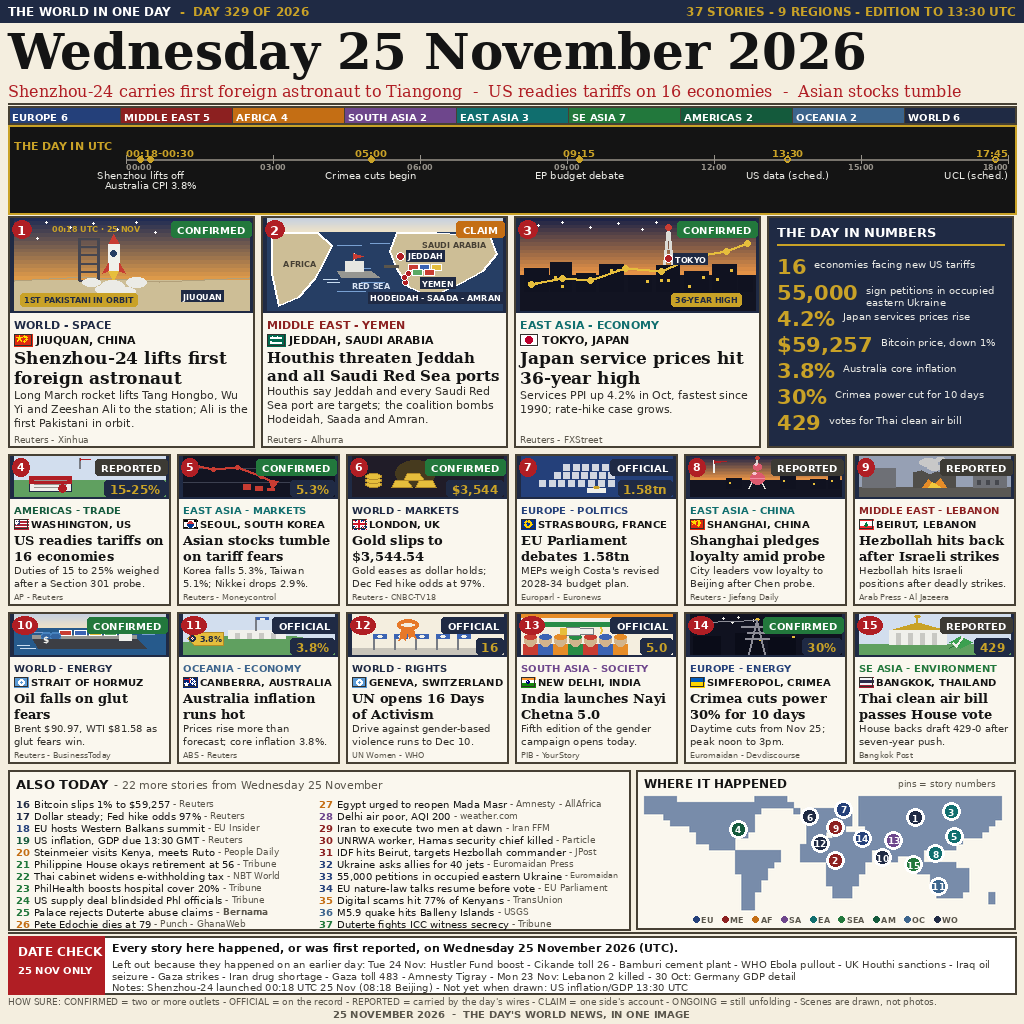 THE WORLD IN ONE DAY - DAY 329 OF 2026
37 STORIES - 9 REGIONS - EDITION TO 13:30 UTC
Wednesday 25 November 2026
Shenzhou-24 carries first foreign astronaut to Tiangong - US readies tariffs on 16 economies - Asian stocks tumble
EUROPE 6
MIDDLE EAST 5
AFRICA 4
SOUTH ASIA 2
EAST ASIA 3
SE ASIA 7
AMERICAS 2
OCEANIA 2
WORLD 6
THE DAY IN UTC
00:18-00:30
05:00
09:15
13:30
17:45
00:00
03:00
06:00
09:00
12:00
15:00
18:00
Shenzhou lifts off
Australia CPI 3.8%
Crimea cuts begin
EP budget debate
US data (sched.)
UCL (sched.)
1
00:18 UTC · 25 NOV
CONFIRMED
1ST PAKISTANI IN ORBIT
JIUQUAN
WORLD - SPACE
JIUQUAN, CHINA
Shenzhou-24 lifts first
foreign astronaut
Long March rocket lifts Tang Hongbo, Wu
Yi and Zeeshan Ali to the station; Ali is the
first Pakistani in orbit.
Reuters - Xinhua
2
CLAIM
AFRICA
SAUDI ARABIA
JEDDAH
RED SEA
YEMEN
HODEIDAH - SAADA - AMRAN
MIDDLE EAST - YEMEN
JEDDAH, SAUDI ARABIA
Houthis threaten Jeddah
and all Saudi Red Sea ports
Houthis say Jeddah and every Saudi Red
Sea port are targets; the coalition bombs
Hodeidah, Saada and Amran.
Reuters - Alhurra
3
CONFIRMED
TOKYO
36-YEAR HIGH
EAST ASIA - ECONOMY
TOKYO, JAPAN
Japan service prices hit
36-year high
Services PPI up 4.2% in Oct, fastest since
1990; rate-hike case grows.
Reuters - FXStreet
THE DAY IN NUMBERS
16 economies facing new US tariffs
55,000 sign petitions in occupied
eastern Ukraine
4.2% Japan services prices rise
$59,257 Bitcoin price, down 1%
3.8% Australia core inflation
30% Crimea power cut for 10 days
429 votes for Thai clean air bill
4
REPORTED
15-25%
AMERICAS - TRADE
WASHINGTON, US
US readies tariffs on
16 economies
Duties of 15 to 25% weighed
after a Section 301 probe.
AP - Reuters
5
CONFIRMED
5.3%
EAST ASIA - MARKETS
SEOUL, SOUTH KOREA
Asian stocks tumble
on tariff fears
Korea falls 5.3%, Taiwan
5.1%; Nikkei drops 2.9%.
Reuters - Moneycontrol
6
CONFIRMED
$3,544
WORLD - MARKETS
LONDON, UK
Gold slips to
$3,544.54
Gold eases as dollar holds;
Dec Fed hike odds at 97%.
Reuters - CNBC-TV18
7
OFFICIAL
1.58tn
EUROPE - POLITICS
STRASBOURG, FRANCE
EU Parliament
debates 1.58tn
MEPs weigh Costa's revised
2028-34 budget plan.
Europarl - Euronews
8
REPORTED
EAST ASIA - CHINA
SHANGHAI, CHINA
Shanghai pledges
loyalty amid probe
City leaders vow loyalty to
Beijing after Chen probe.
Reuters - Jiefang Daily
9
REPORTED
MIDDLE EAST - LEBANON
BEIRUT, LEBANON
Hezbollah hits back
after Israeli strikes
Hezbollah hits Israeli
positions after deadly strikes.
Arab Press - Al Jazeera
10
CONFIRMED
$
WORLD - ENERGY
STRAIT OF HORMUZ
Oil falls on glut
fears
Brent $90.97, WTI $81.58 as
glut fears win.
Reuters - BusinessToday
11
OFFICIAL
3.8%
3.8%
OCEANIA - ECONOMY
CANBERRA, AUSTRALIA
Australia inflation
runs hot
Prices rise more than
forecast; core inflation 3.8%.
ABS - Reuters
12
OFFICIAL
16
WORLD - RIGHTS
GENEVA, SWITZERLAND
UN opens 16 Days
of Activism
Drive against gender-based
violence runs to Dec 10.
UN Women - WHO
13
OFFICIAL
5.0
SOUTH ASIA - SOCIETY
NEW DELHI, INDIA
India launches Nayi
Chetna 5.0
Fifth edition of the gender
campaign opens today.
PIB - YourStory
14
CONFIRMED
30%
EUROPE - ENERGY
SIMFEROPOL, CRIMEA
Crimea cuts power
30% for 10 days
Daytime cuts from Nov 25;
peak noon to 3pm.
Euromaidan - Devdiscourse
15
REPORTED
429
SE ASIA - ENVIRONMENT
BANGKOK, THAILAND
Thai clean air bill
passes House vote
House backs draft 429-0 after
seven-year push.
Bangkok Post
ALSO TODAY - 22 more stories from Wednesday 25 November
16 Bitcoin slips 1% to $59,257 - Reuters
17 Dollar steady; Fed hike odds 97% - Reuters
18 EU hosts Western Balkans summit - EU Insider
19 US inflation, GDP due 13:30 GMT - Reuters
20 Steinmeier visits Kenya, meets Ruto - People Daily
21 Philippine House okays retirement at 56 - Tribune
22 Thai cabinet widens e-withholding tax - NBT World
23 PhilHealth boosts hospital cover 20% - Tribune
24 US supply deal blindsided Phl officials - Tribune
25 Palace rejects Duterte abuse claims - Bernama
26 Pete Edochie dies at 79 - Punch - GhanaWeb
27 Egypt urged to reopen Mada Masr - Amnesty - AllAfrica
28 Delhi air poor, AQI 200 - weather.com
29 Iran to execute two men at dawn - Iran FFM
30 UNRWA worker, Hamas security chief killed - Particle
31 IDF hits Beirut, targets Hezbollah commander - JPost
32 Ukraine asks allies for 40 jets - Euromaidan Press
33 55,000 petitions in occupied eastern Ukraine - Euromaidan
34 EU nature-law talks resume before vote - EU Parliament
35 Digital scams hit 77% of Kenyans - TransUnion
36 M5.9 quake hits Balleny Islands - USGS
37 Duterte fights ICC witness secrecy - Tribune
WHERE IT HAPPENED
pins = story numbers
7
3
6
1
9
4
5
14
13
12
10
8
2
15
11
EU
ME
AF
SA
EA
SEA
AM
OC
WO
DATE CHECK
25 NOV ONLY
Every story here happened, or was first reported, on Wednesday 25 November 2026 (UTC).
Left out because they happened on an earlier day: Tue 24 Nov: Hustler Fund boost - Cikande toll 26 - Bamburi cement plant - WHO Ebola pullout - UK Houthi sanctions - Iraq oil
seizure - Gaza strikes - Iran drug shortage - Gaza toll 483 - Amnesty Tigray - Mon 23 Nov: Lebanon 2 killed - 30 Oct: Germany GDP detail
Notes: Shenzhou-24 launched 00:18 UTC 25 Nov (08:18 Beijing) - Not yet when drawn: US inflation/GDP 13:30 UTC
HOW SURE: CONFIRMED = two or more outlets - OFFICIAL = on the record - REPORTED = carried by the day's wires - CLAIM = one side's account - ONGOING = still unfolding - Scenes are drawn, not photos.
25 NOVEMBER 2026 - THE DAY'S WORLD NEWS, IN ONE IMAGE